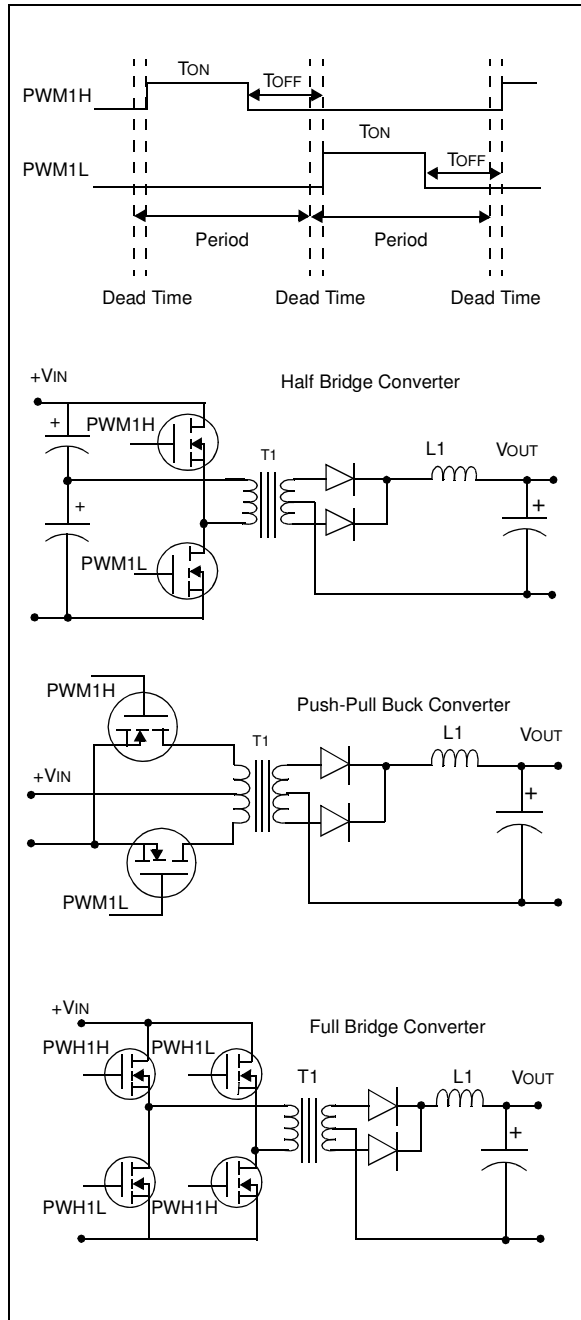 TON
TOFF
PWM1H
TON
TOFF
PWM1L
Period
Period
Dead Time
Dead Time
Dead Time
+VIN
Half Bridge Converter
+
PWM1H
T1
L1
VOUT
+
+
PWM1L
PWM1H
Push-Pull Buck Converter
T1
L1
VOUT
+VIN
+
PWM1L
+VIN
Full Bridge Converter
PWH1H
PWH1L
T1
L1
VOUT
+
PWH1L
PWH1H